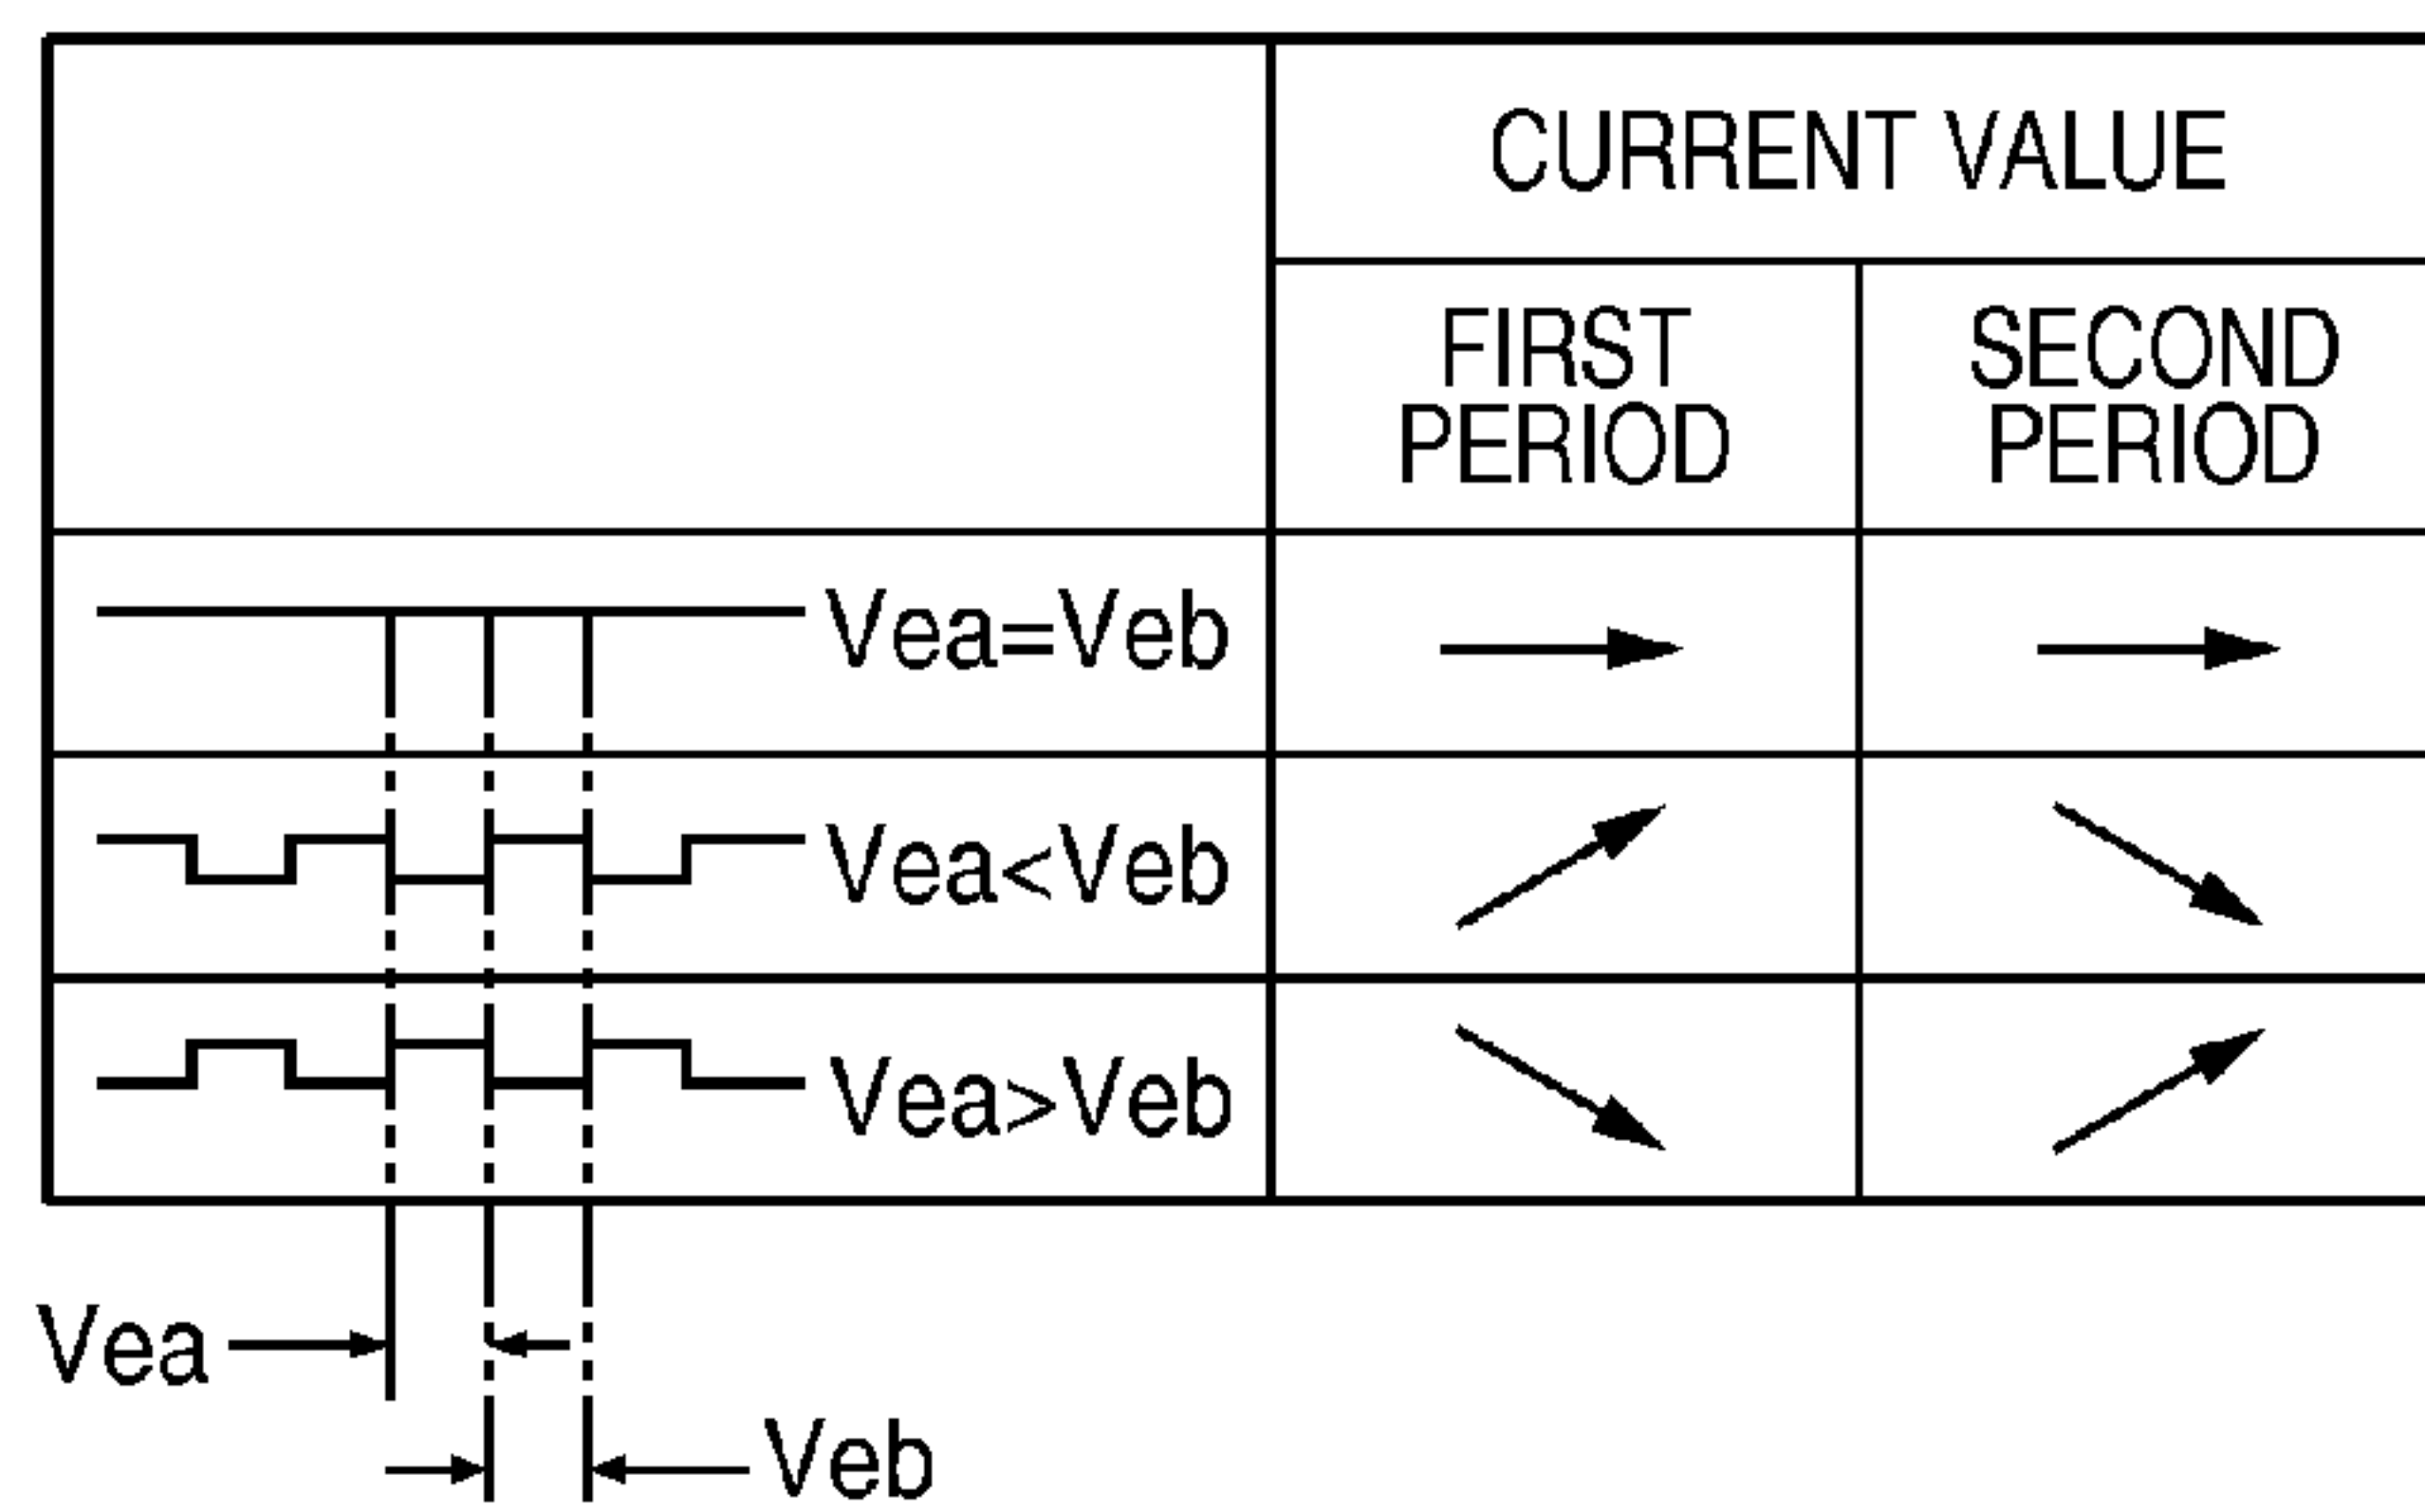 CURRENT VALUE
FIRST
PERIOD
SECOND
PERIOD
Vea=Veb
Vea<Veb
Vea>Veb
Vea
Veb